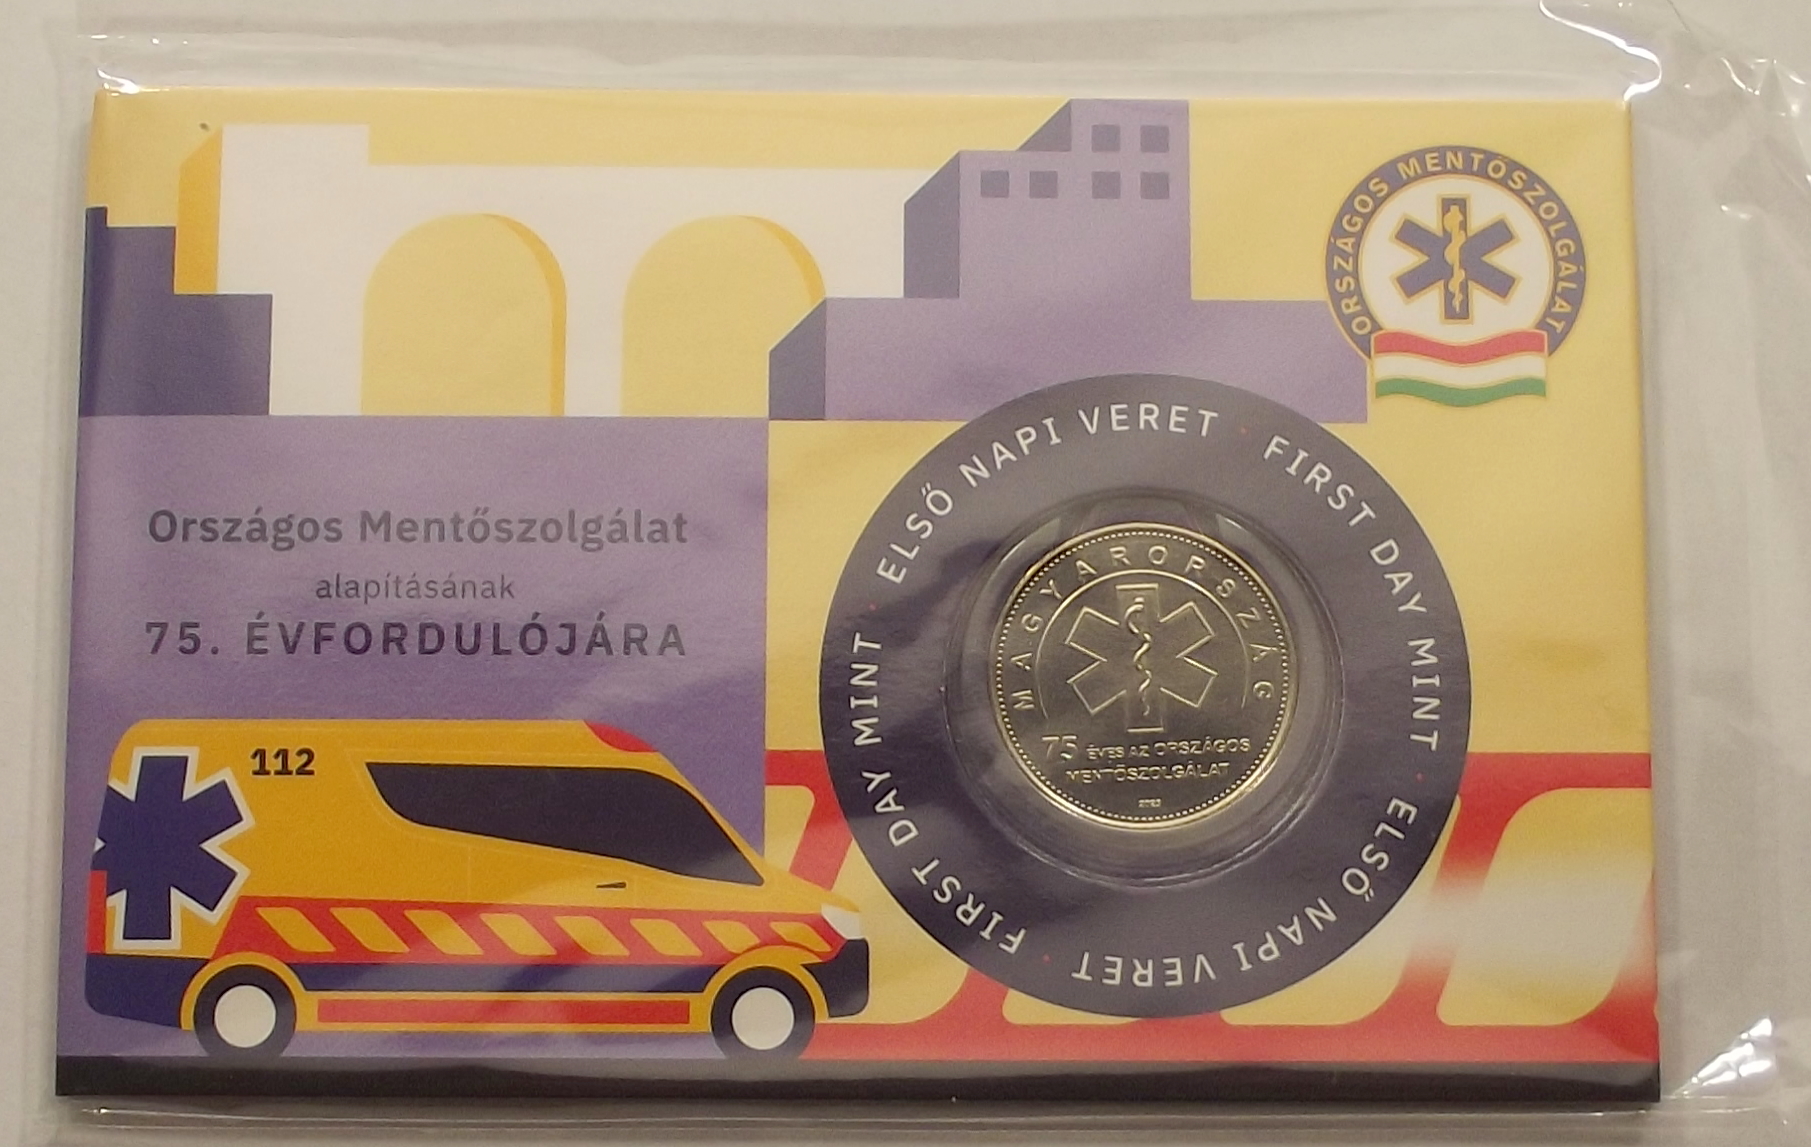 ORSZÁGOS MENTŐSZOLGÁLAT
Országos Mentőszolgálat
alapításának
75. ÉVFORDULÓJÁRA
112
ELSŐ NAPI VERET · FIRST DAY MINT · ELSŐ NAPI VERET · FIRST DAY MINT ·
MAGYARORSZÁG
75 ÉVES AZ ORSZÁGOS
MENTŐSZOLGÁLAT